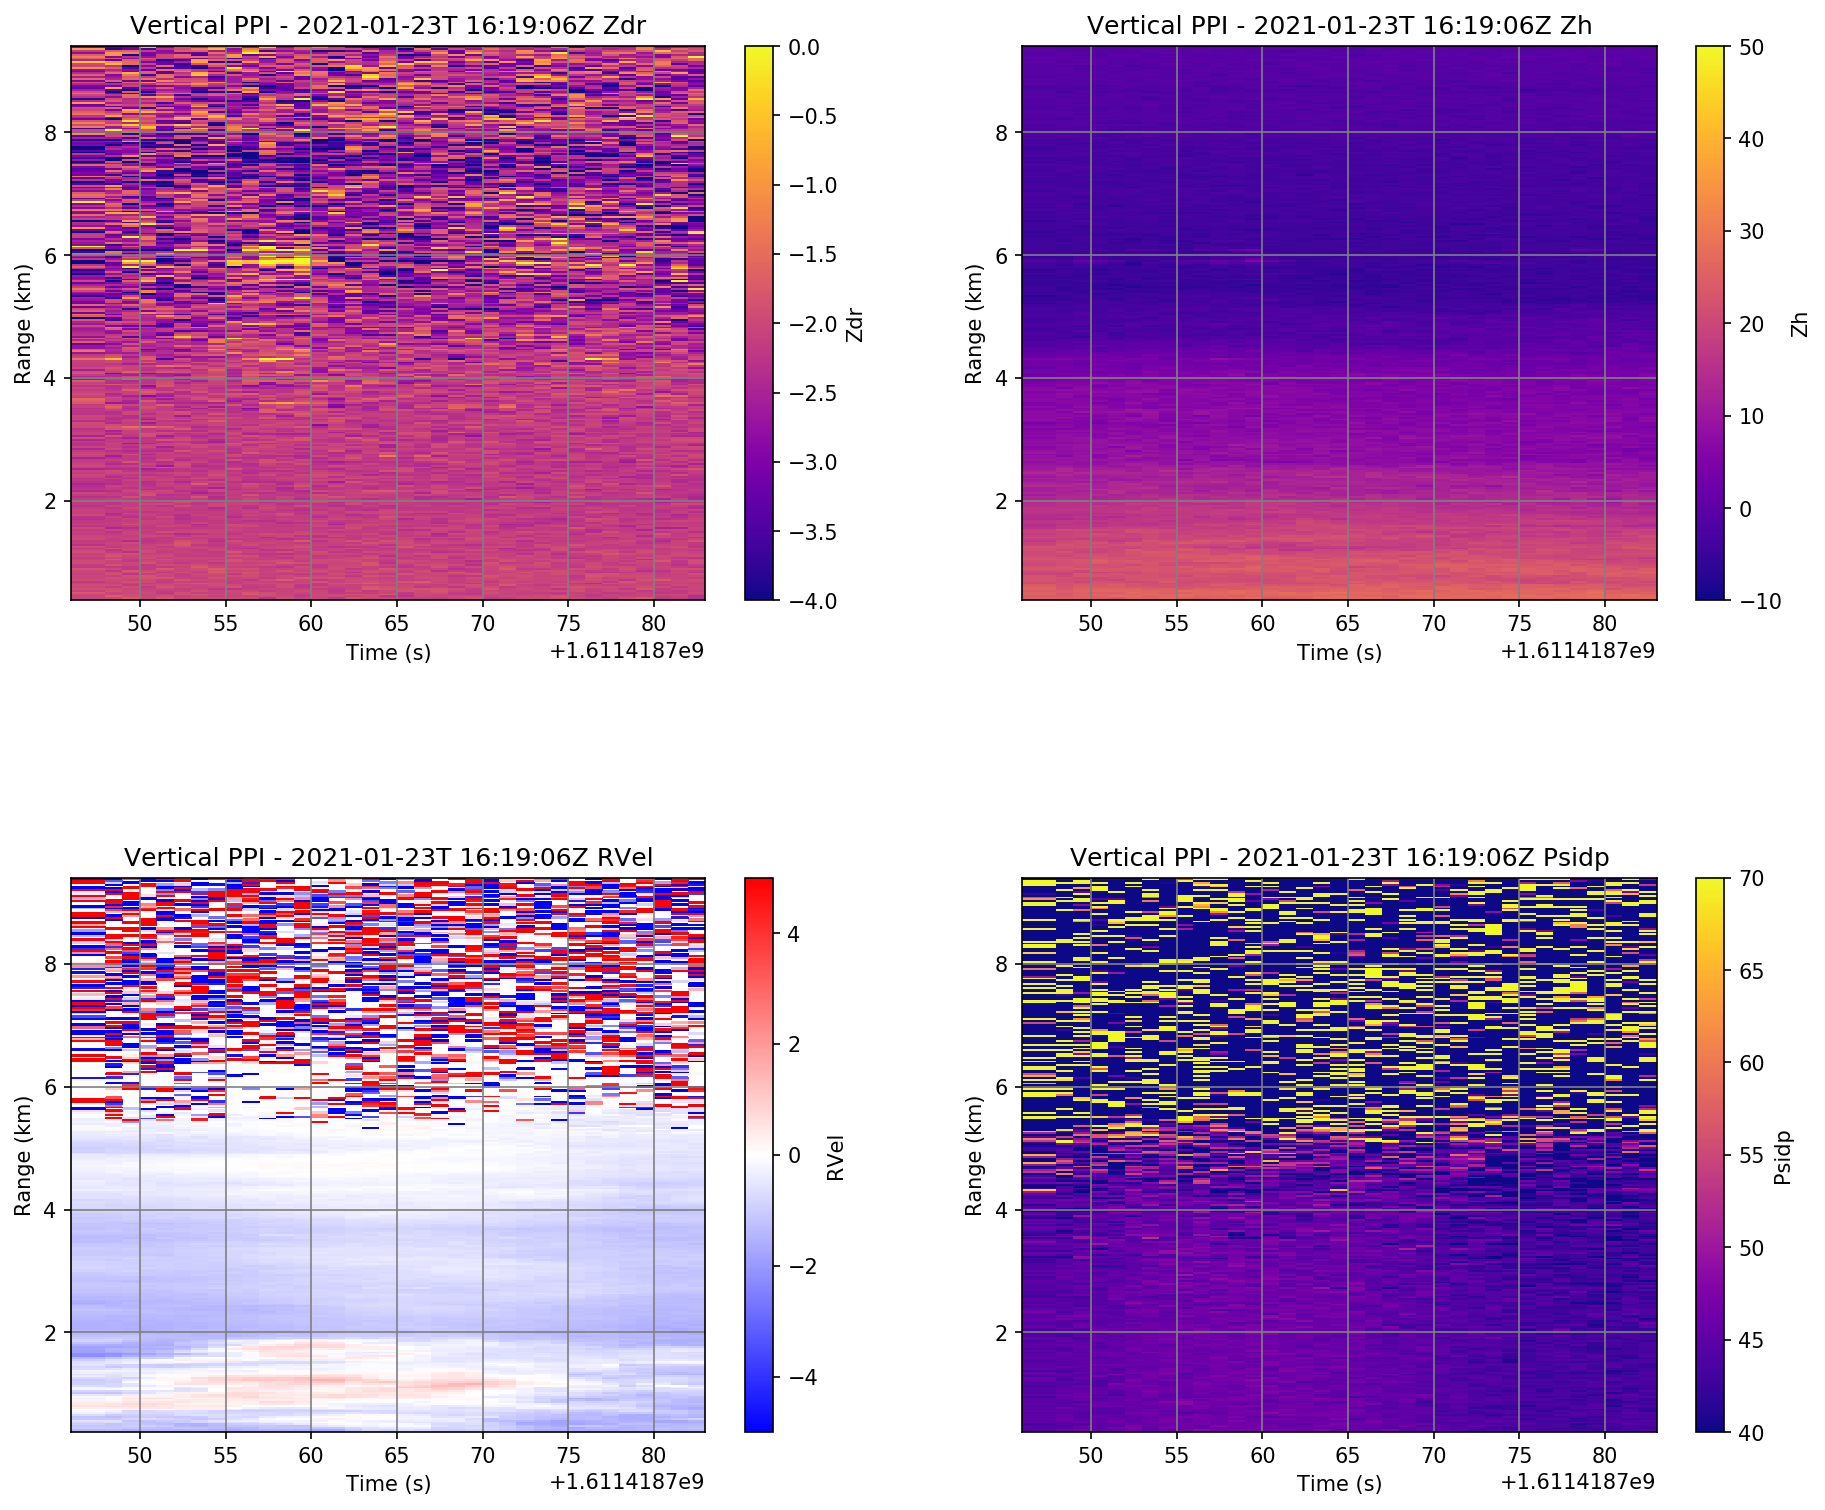 Vertical PPI - 2021-01-23T 16:19:06Z Zdr
Range (km)
8
6
4
2
50 55 60 65 70 75 80
Time (s)
+1.6114187e9
0.0
−0.5
−1.0
−1.5
−2.0
−2.5
−3.0
−3.5
−4.0
Zdr
Vertical PPI - 2021-01-23T 16:19:06Z Zh
Range (km)
8
6
4
2
50 55 60 65 70 75 80
Time (s)
+1.6114187e9
50
40
30
20
10
0
−10
Zh
Vertical PPI - 2021-01-23T 16:19:06Z RVel
Range (km)
8
6
4
2
50 55 60 65 70 75 80
Time (s)
+1.6114187e9
4
2
0
−2
−4
RVel
Vertical PPI - 2021-01-23T 16:19:06Z Psidp
Range (km)
8
6
4
2
50 55 60 65 70 75 80
Time (s)
+1.6114187e9
70
65
60
55
50
45
40
Psidp